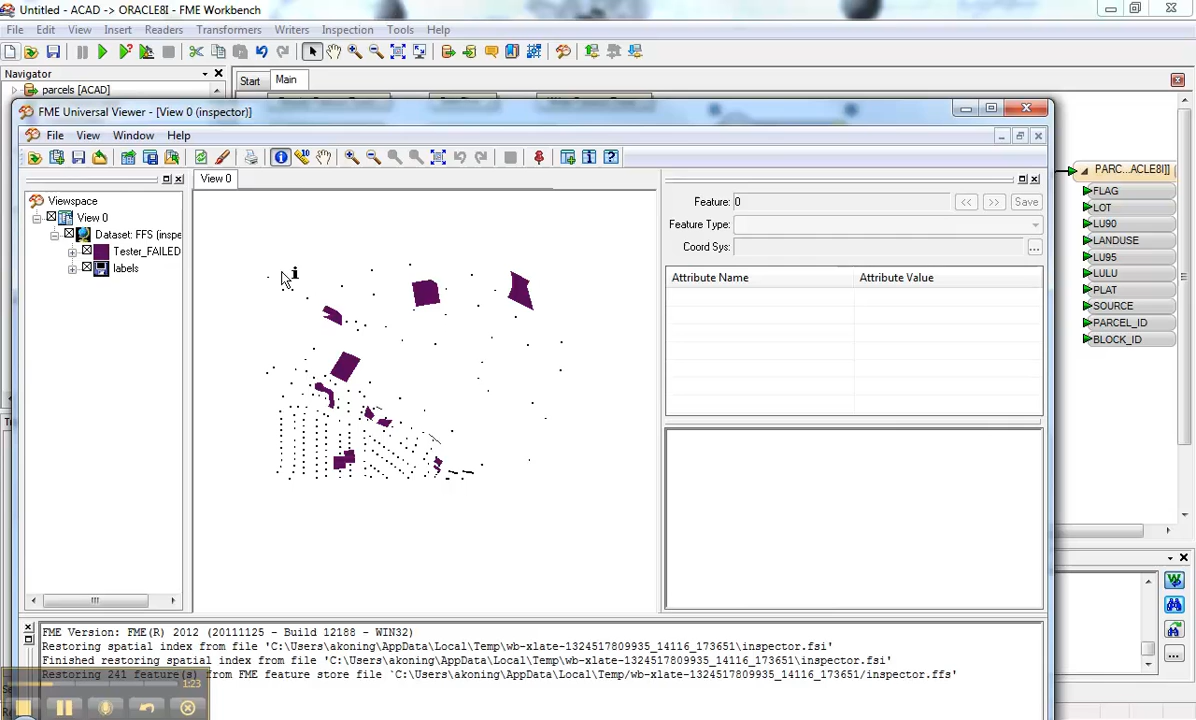 Untitled - ACAD -> ORACLE8I - FME Workbench
File Edit View Insert Readers Transformers Writers Inspection Tools Help
Navigator
Start Main
parcels [ACAD]
FME Universal Viewer - [View 0 (inspector)]
File View Window Help
View 0
PARC...ACLE8I]]
FLAG
LOT
LU90
LANDUSE
LU95
LULU
PLAT
SOURCE
PARCEL_ID
BLOCK_ID
Viewspace
View 0
Dataset: FFS (inspe
Tester_FAILED
labels
Feature: 0
<< >> Save
Feature Type:
Coord Sys:
...
Attribute Name Attribute Value
FME Version: FME(R) 2012 (20111125 - Build 12188 - WIN32)
Restoring spatial index from file 'C:\Users\akoning\AppData\Local\Temp\wb-xlate-1324517809935_14116_173651\inspector.fsi'
Finished restoring spatial index from file 'C:\Users\akoning\AppData\Local\Temp\wb-xlate-1324517809935_14116_173651\inspector.fsi
Restoring 241 feature(s) from FME feature store file `C:\Users\akoning\AppData\Local\Temp/wb-xlate-1324517809935_14116_173651/inspector.ffs'
1:23